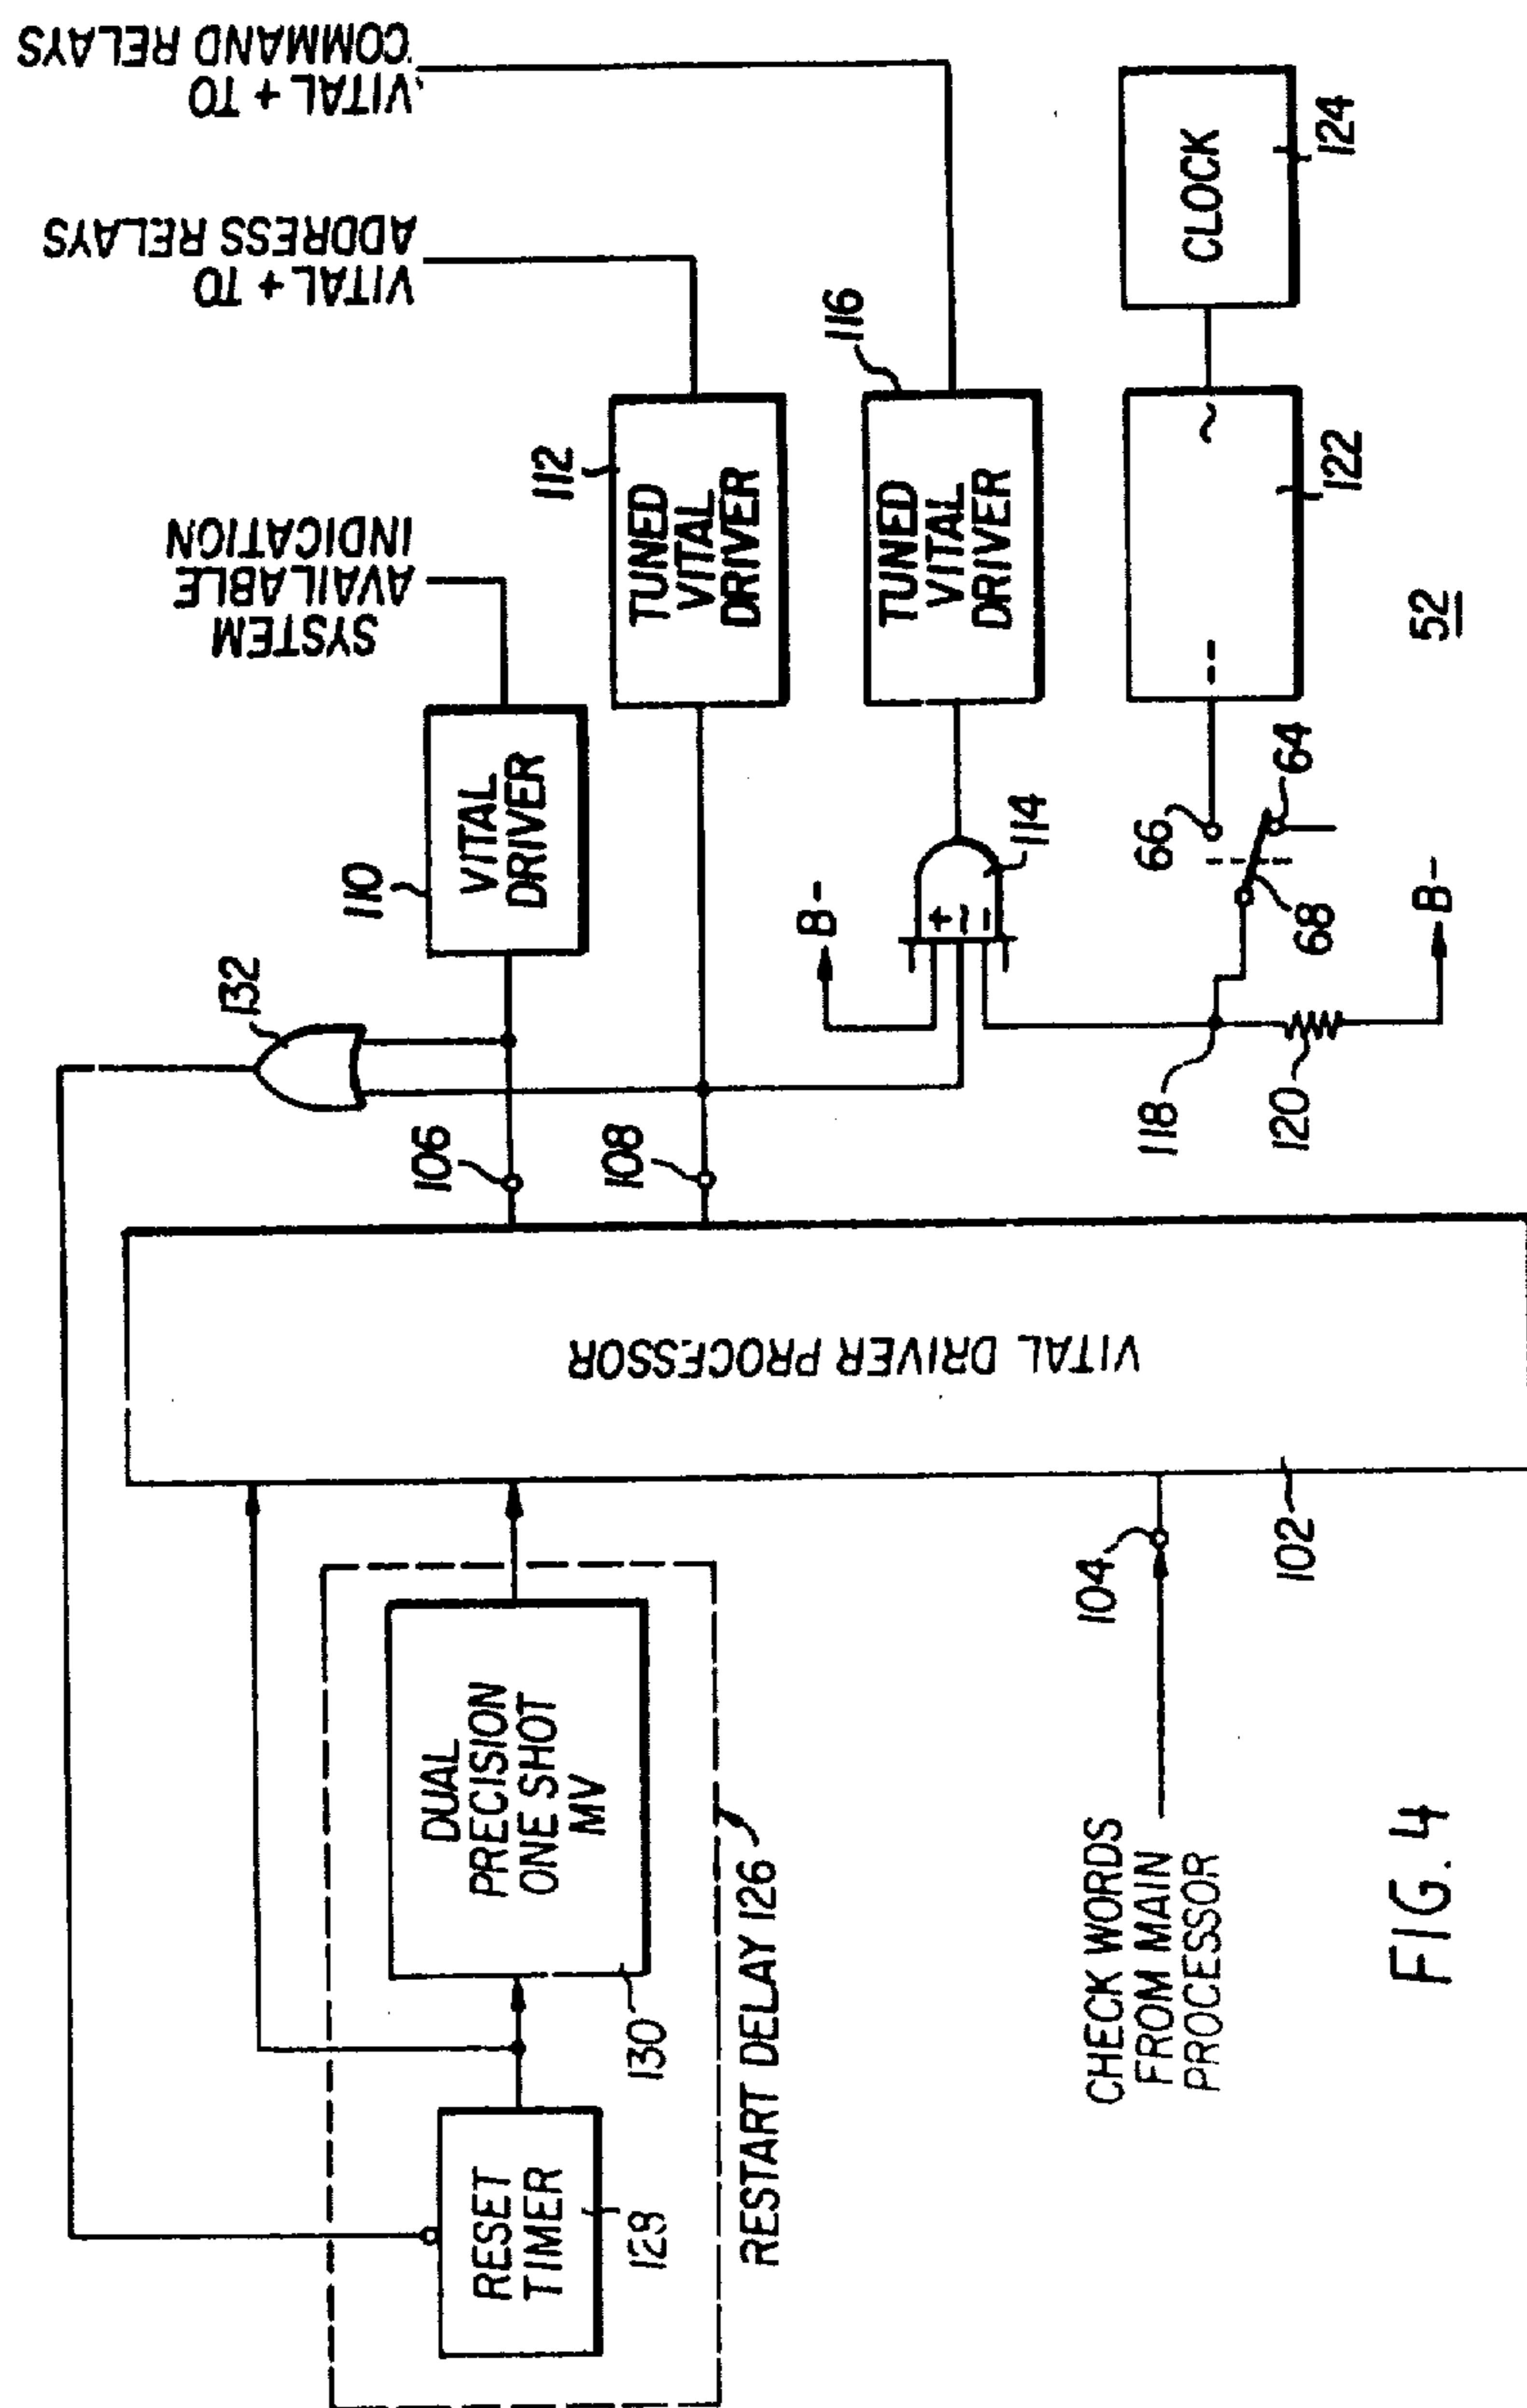 132
110
VITAL
DRIVER
SYSTEM
AVAILABLE
INDICATION
106
108
112
TUNED
VITAL
DRIVER
VITAL + TO
ADDRESS RELAYS
VITAL + TO
COMMAND RELAYS
B-
+
~
-
114
116
TUNED
VITAL
DRIVER
118
120
B-
68
66
64
--
~
122
CLOCK
124
52
VITAL DRIVER PROCESSOR
102
104
CHECK WORDS
FROM MAIN
PROCESSOR
DUAL
PRECISION
ONE SHOT
MV
130
RESET
TIMER
128
RESTART DELAY 126
FIG. 4